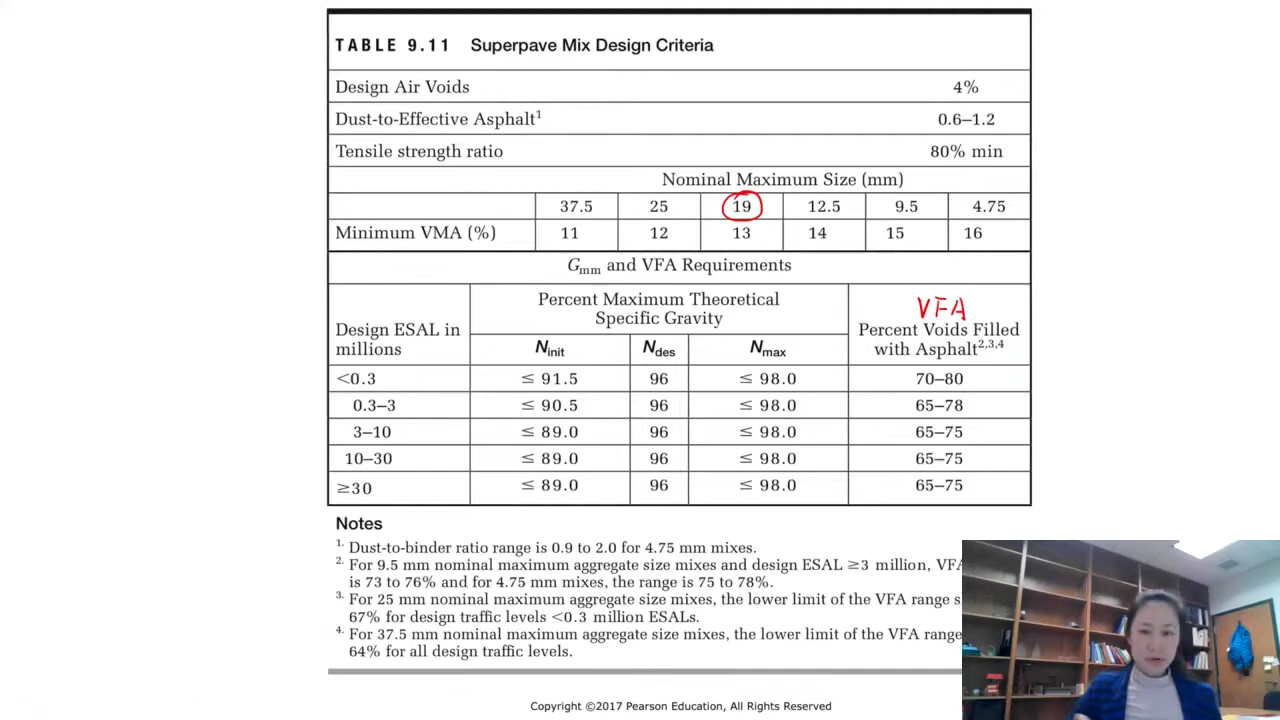 TABLE 9.11 Superpave Mix Design Criteria
Design Air Voids 4%
Dust-to-Effective Asphalt1 0.6–1.2
Tensile strength ratio 80% min
Nominal Maximum Size (mm)
37.5 25 19 12.5 9.5 4.75
Minimum VMA (%) 11 12 13 14 15 16
Gmm and VFA Requirements
Design ESAL in millions
Percent Maximum Theoretical
Specific Gravity
VFA
Percent Voids Filled
with Asphalt2,3,4
Ninit Ndes Nmax
<0.3 ≤ 91.5 96 ≤ 98.0 70–80
0.3–3 ≤ 90.5 96 ≤ 98.0 65–78
3–10 ≤ 89.0 96 ≤ 98.0 65–75
10–30 ≤ 89.0 96 ≤ 98.0 65–75
≥30 ≤ 89.0 96 ≤ 98.0 65–75
Notes
1. Dust-to-binder ratio range is 0.9 to 2.0 for 4.75 mm mixes.
2. For 9.5 mm nominal maximum aggregate size mixes and design ESAL ≥3 million, VFA
is 73 to 76% and for 4.75 mm mixes, the range is 75 to 78%.
3. For 25 mm nominal maximum aggregate size mixes, the lower limit of the VFA range
67% for design traffic levels <0.3 million ESALs.
4. For 37.5 mm nominal maximum aggregate size mixes, the lower limit of the VFA range
64% for all design traffic levels.
Copyright ©2017 Pearson Education, All Rights Reserved